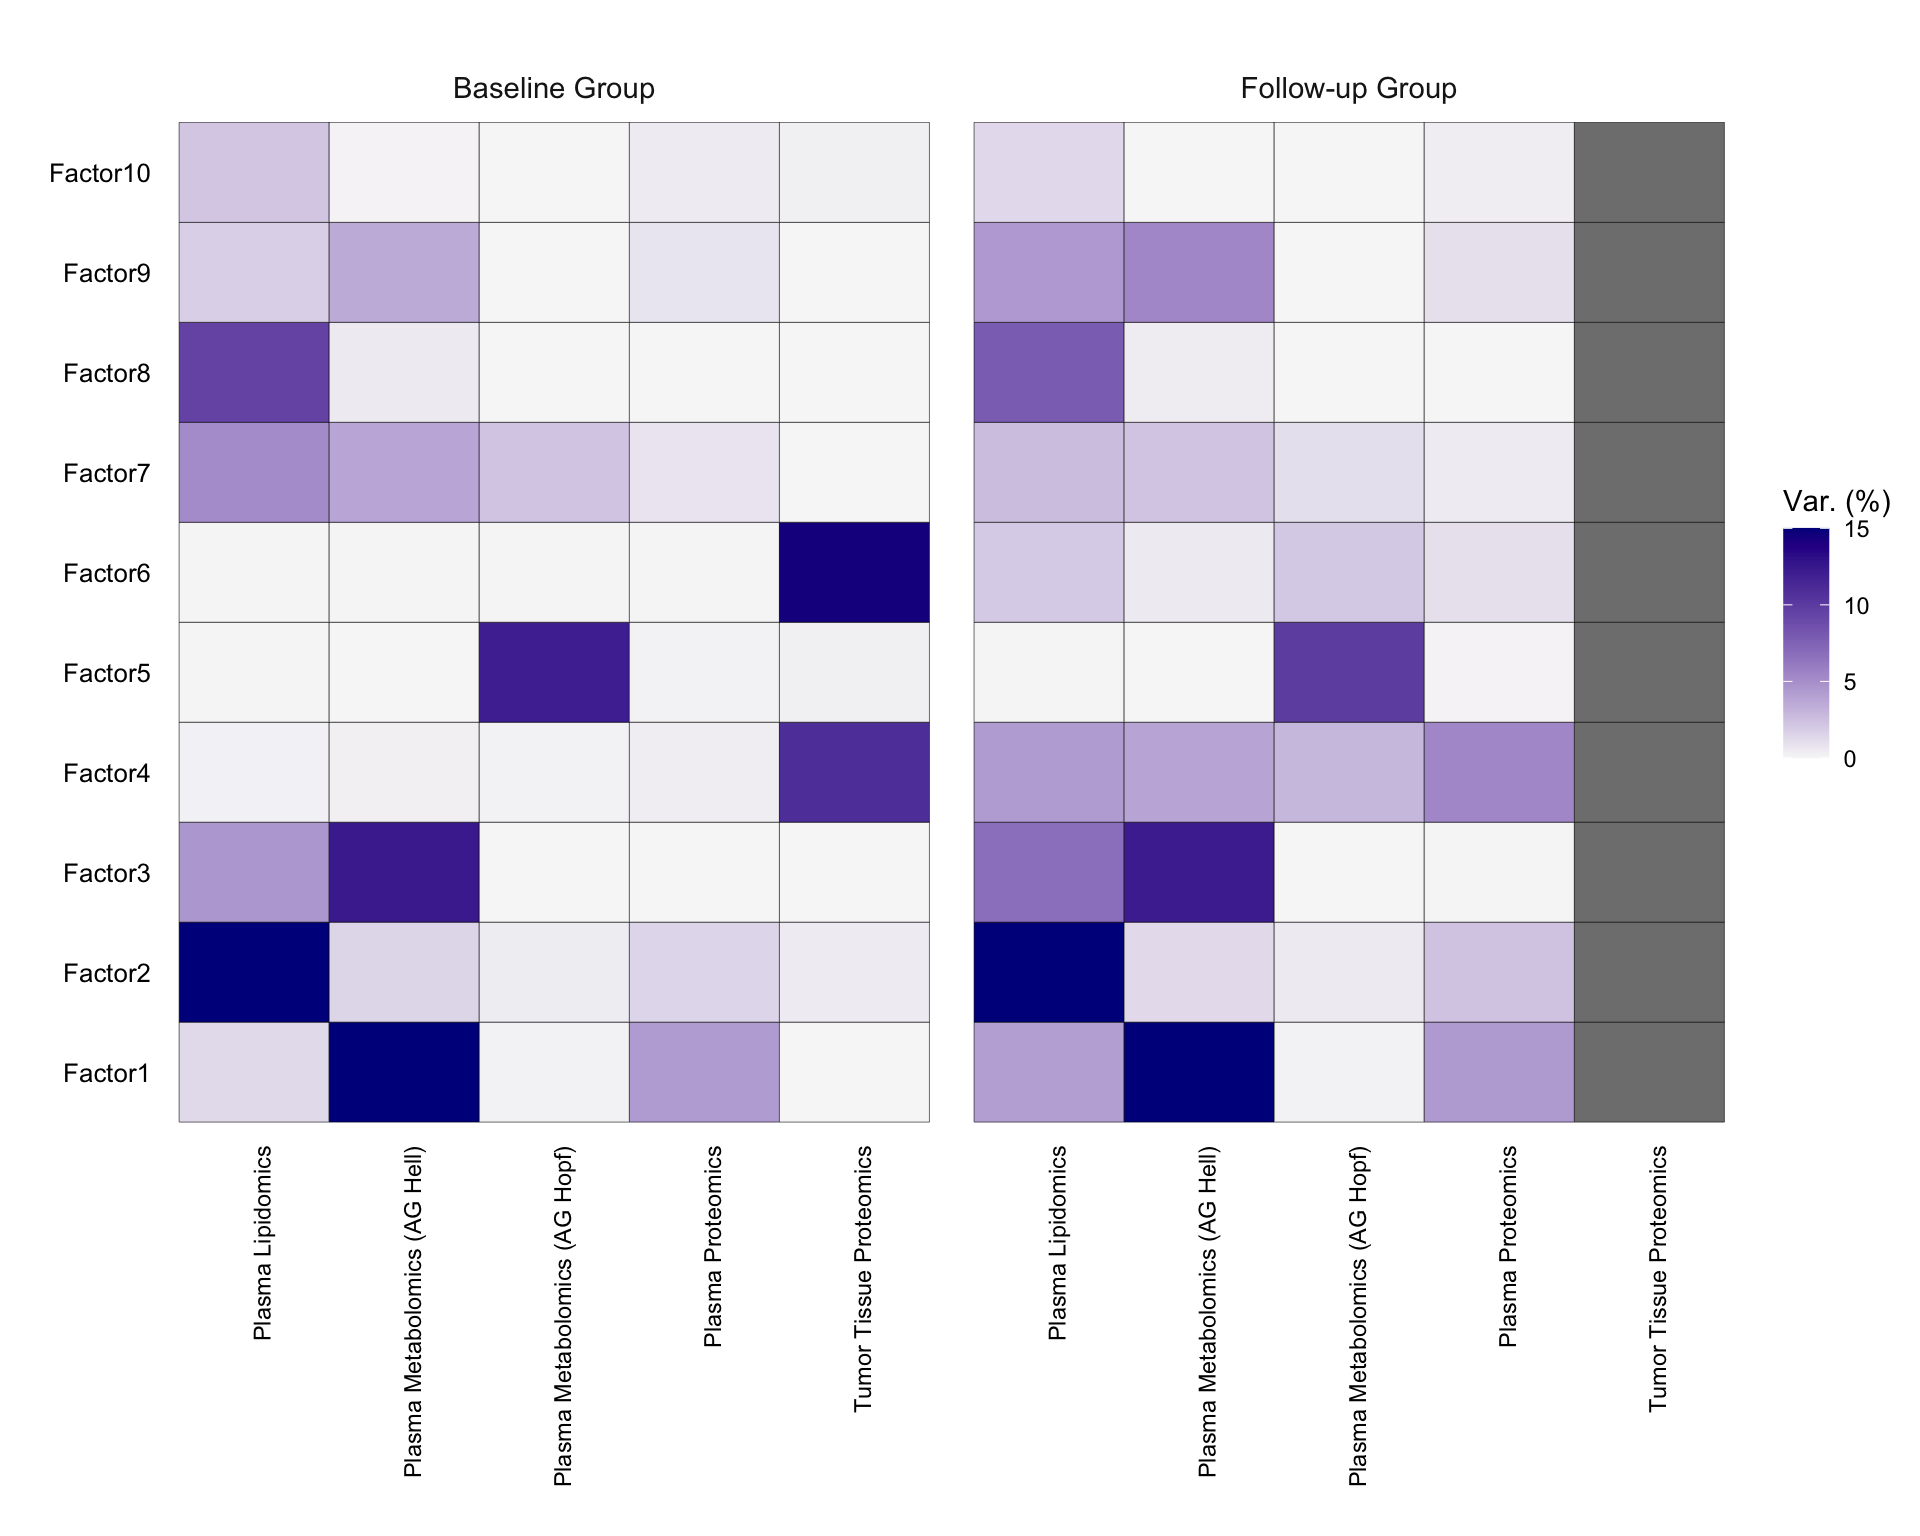 Baseline Group
Follow-up Group
Factor10
Factor9
Factor8
Factor7
Factor6
Factor5
Factor4
Factor3
Factor2
Factor1
Var. (%)
15
10
5
0
Plasma Lipidomics
Plasma Metabolomics (AG Hell)
Plasma Metabolomics (AG Hopf)
Plasma Proteomics
Tumor Tissue Proteomics
Plasma Lipidomics
Plasma Metabolomics (AG Hell)
Plasma Metabolomics (AG Hopf)
Plasma Proteomics
Tumor Tissue Proteomics